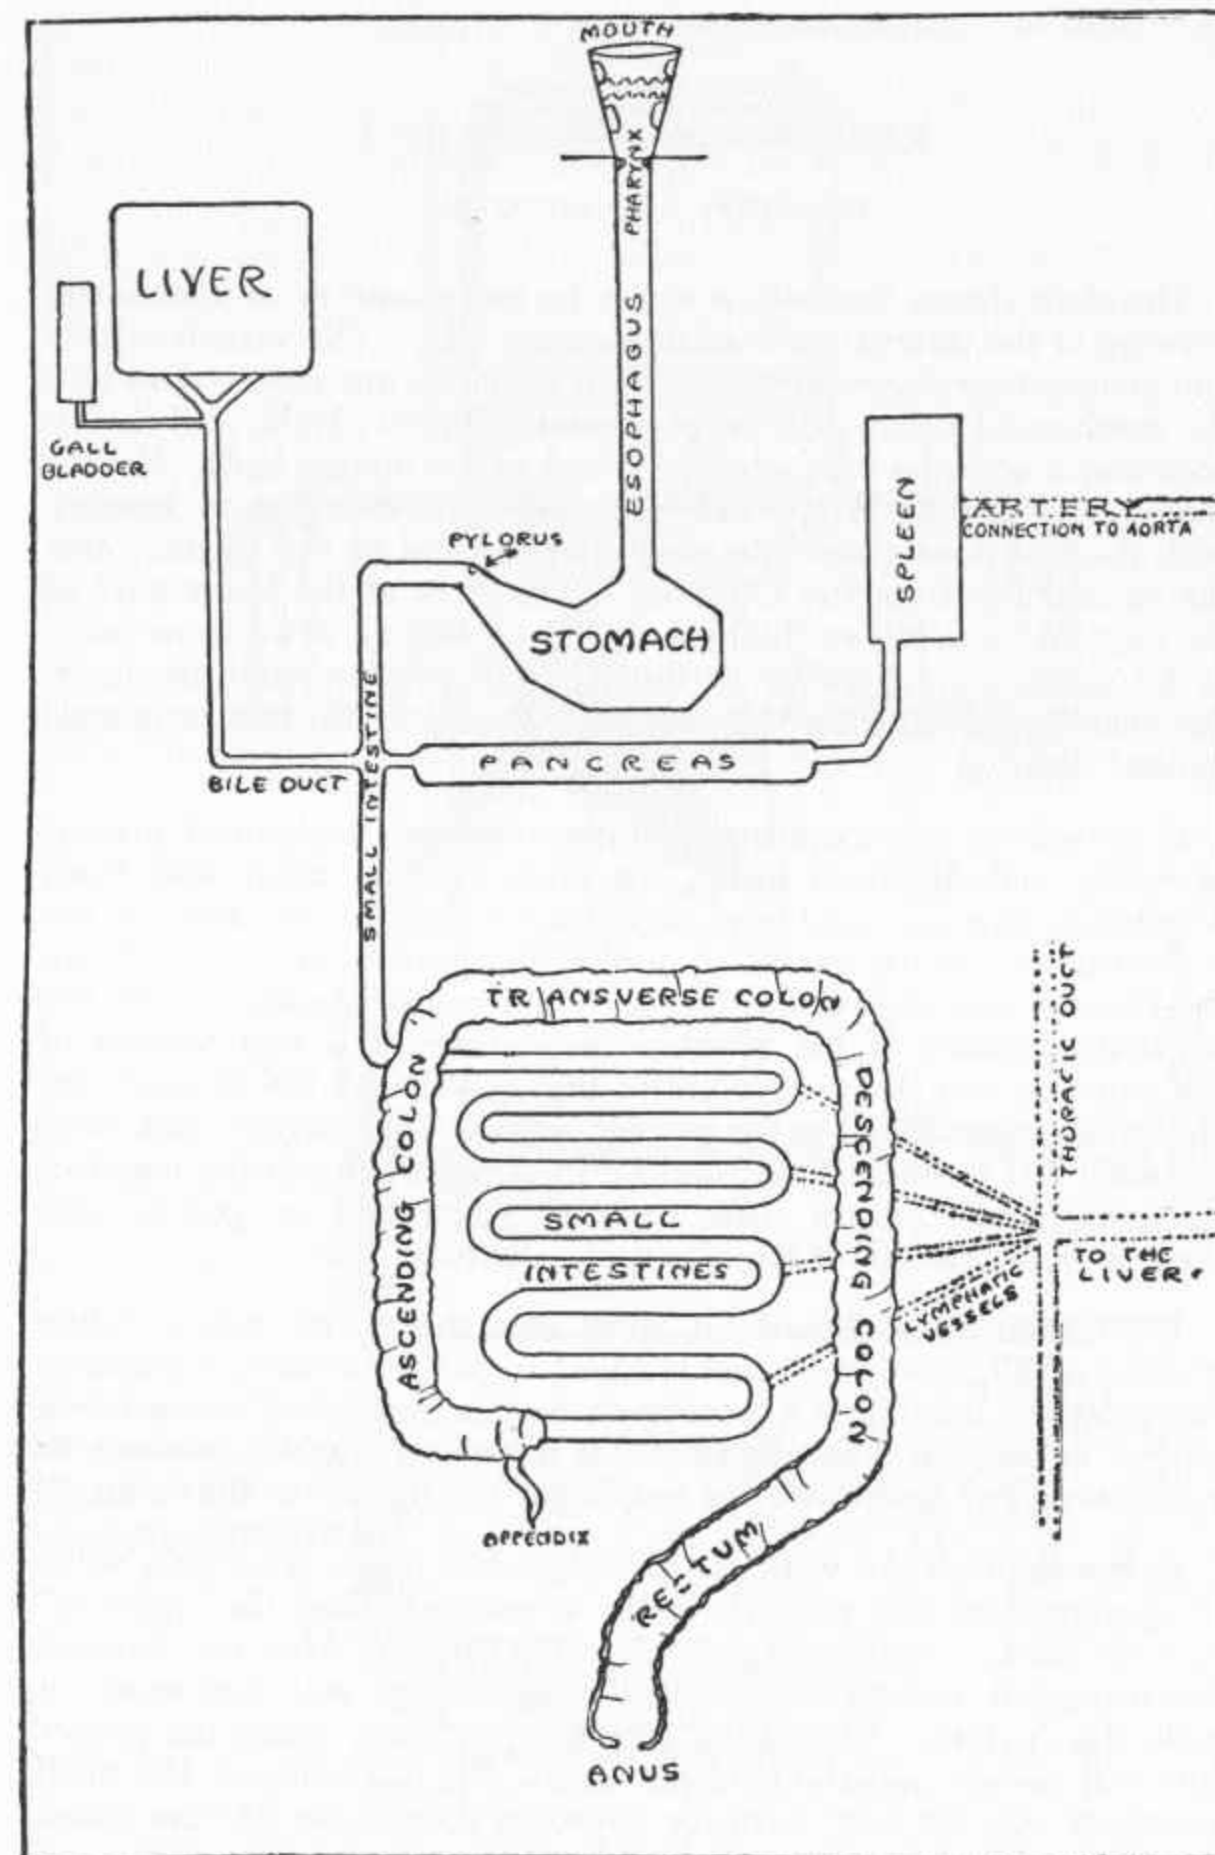 MOUTH
PHARYNX
ESOPHAGUS
LIVER
GALL
BLADDER
SPLEEN
ARTERY
CONNECTION TO AORTA
PYLORUS
STOMACH
PANCREAS
BILE DUCT
SMALL INTESTINE
TRANSVERSE COLON
ASCENDING COLON
DESCENDING COLON
SMALL
INTESTINES
THORACIC DUCT
TO THE
LIVER.
LYMPHATIC
VESSELS
APPENDIX
RECTUM
ANUS